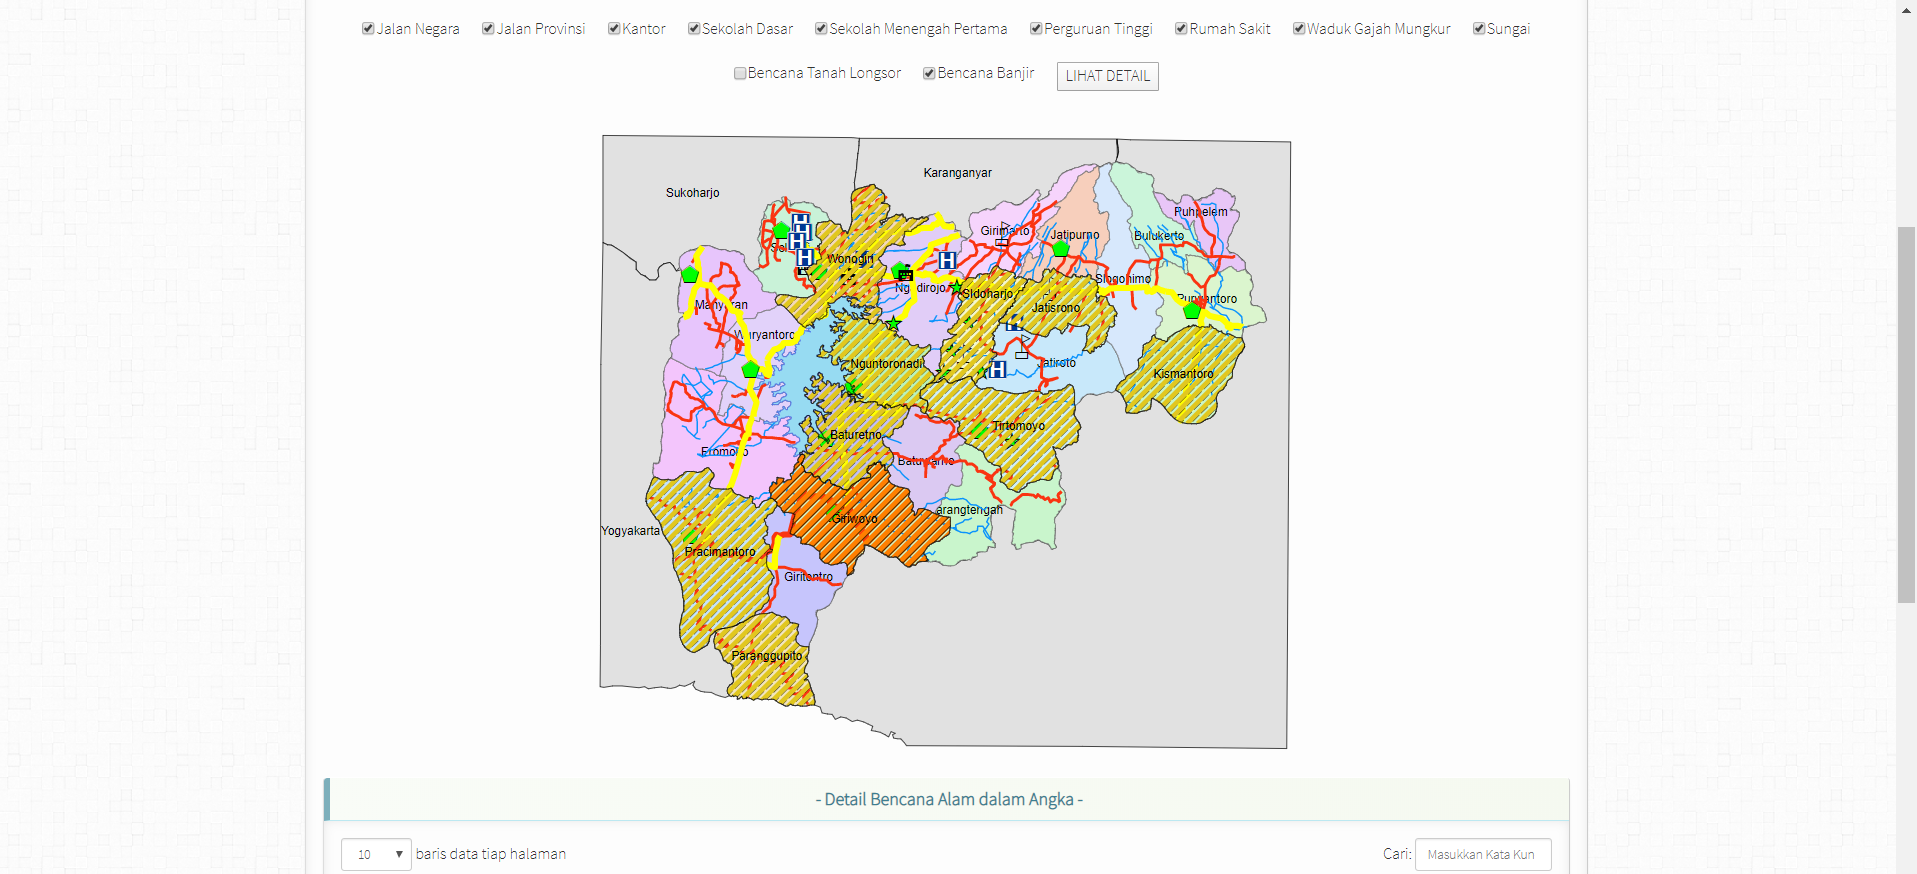 Jalan Negara Jalan Provinsi Kantor Sekolah Dasar Sekolah Menengah Pertama Perguruan Tinggi Rumah Sakit Waduk Gajah Mungkur Sungai
Bencana Tanah Longsor Bencana Banjir LIHAT DETAIL
Karanganyar
Sukoharjo
Puhpelem
Girimarto
Jatipurno
Bulukerto
Wonogiri
Slogohimo
Ngadirojo
Sidoharjo
Purwantoro
Manyaran
Jatisrono
Wuryantoro
Nguntoronadi
Jatiroto
Kismantoro
Tirtomoyo
Baturetno
Eromoko
Batuwarno
arangtengah
Giriwoyo
Yogyakarta
Pracimantoro
Giritontro
Paranggupito
- Detail Bencana Alam dalam Angka -
10 baris data tiap halaman Cari: Masukkan Kata Kun